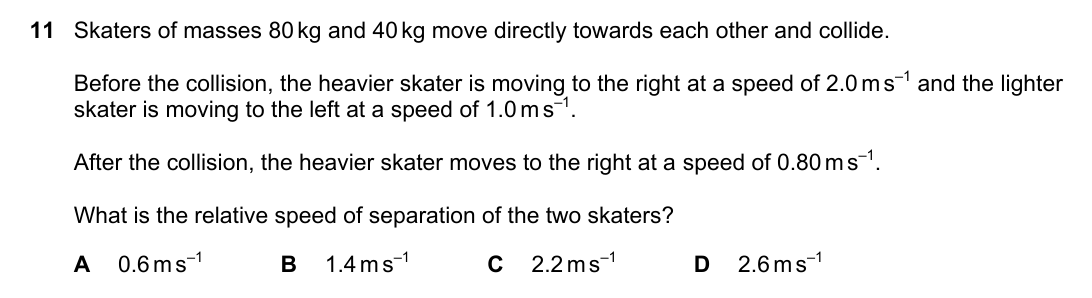 11 Skaters of masses 80 kg and 40 kg move directly towards each other and collide.
Before the collision, the heavier skater is moving to the right at a speed of 2.0 m s⁻¹ and the lighter
skater is moving to the left at a speed of 1.0 m s⁻¹.
After the collision, the heavier skater moves to the right at a speed of 0.80 m s⁻¹.
What is the relative speed of separation of the two skaters?
A 0.6 m s⁻¹ B 1.4 m s⁻¹ C 2.2 m s⁻¹ D 2.6 m s⁻¹